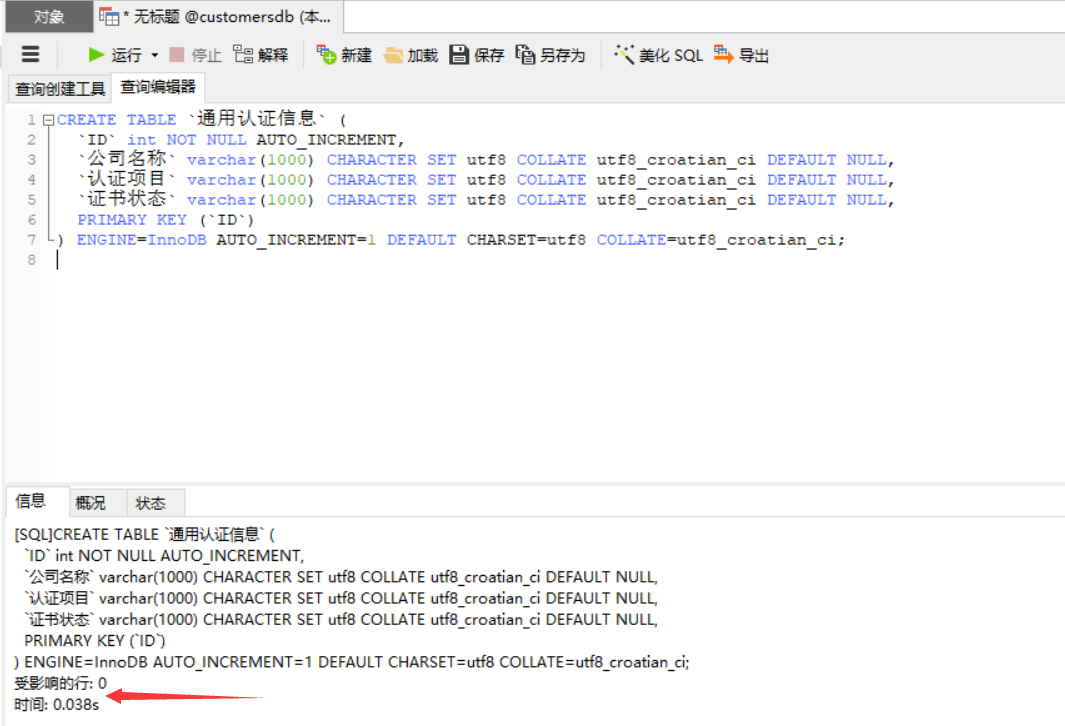 对象 * 无标题 @customersdb (本...
运行 停止 解释 新建 加载 保存 另存为 美化 SQL 导出
查询创建工具 查询编辑器
1 CREATE TABLE `通用认证信息` (
2 `ID` int NOT NULL AUTO_INCREMENT,
3 `公司名称` varchar(1000) CHARACTER SET utf8 COLLATE utf8_croatian_ci DEFAULT NULL,
4 `认证项目` varchar(1000) CHARACTER SET utf8 COLLATE utf8_croatian_ci DEFAULT NULL,
5 `证书状态` varchar(1000) CHARACTER SET utf8 COLLATE utf8_croatian_ci DEFAULT NULL,
6 PRIMARY KEY (`ID`)
7 ) ENGINE=InnoDB AUTO_INCREMENT=1 DEFAULT CHARSET=utf8 COLLATE=utf8_croatian_ci;
8
信息 概况 状态
[SQL]CREATE TABLE `通用认证信息` (
`ID` int NOT NULL AUTO_INCREMENT,
`公司名称` varchar(1000) CHARACTER SET utf8 COLLATE utf8_croatian_ci DEFAULT NULL,
`认证项目` varchar(1000) CHARACTER SET utf8 COLLATE utf8_croatian_ci DEFAULT NULL,
`证书状态` varchar(1000) CHARACTER SET utf8 COLLATE utf8_croatian_ci DEFAULT NULL,
PRIMARY KEY (`ID`)
) ENGINE=InnoDB AUTO_INCREMENT=1 DEFAULT CHARSET=utf8 COLLATE=utf8_croatian_ci;
受影响的行: 0
时间: 0.038s